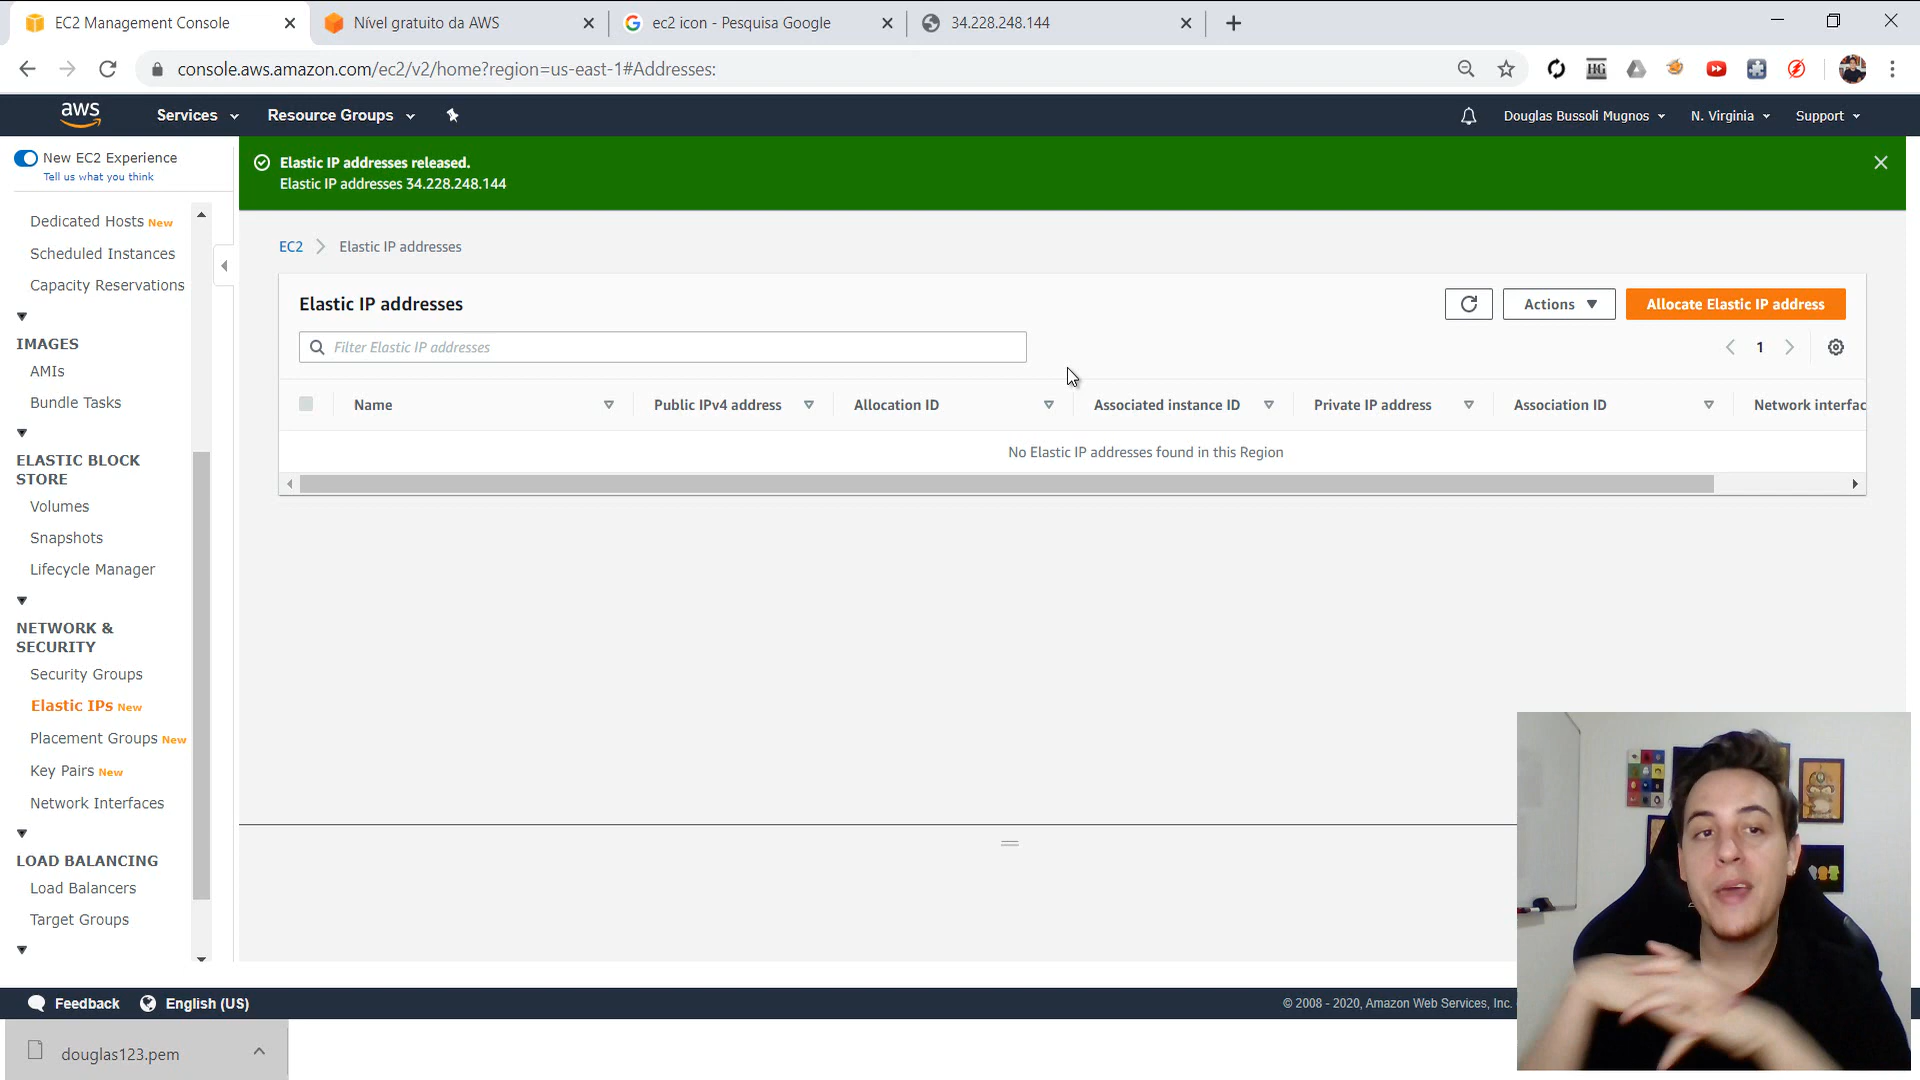 EC2 Management Console
Nível gratuito da AWS
ec2 icon - Pesquisa Google
34.228.248.144
console.aws.amazon.com/ec2/v2/home?region=us-east-1#Addresses:
aws
Services
Resource Groups
Douglas Bussoli Mugnos
N. Virginia
Support
New EC2 Experience
Tell us what you think
Elastic IP addresses released.
Elastic IP addresses 34.228.248.144
Dedicated Hosts New
Scheduled Instances
Capacity Reservations
IMAGES
AMIs
Bundle Tasks
ELASTIC BLOCK
STORE
Volumes
Snapshots
Lifecycle Manager
NETWORK &
SECURITY
Security Groups
Elastic IPs New
Placement Groups New
Key Pairs New
Network Interfaces
LOAD BALANCING
Load Balancers
Target Groups
EC2
Elastic IP addresses
Elastic IP addresses
Actions
Allocate Elastic IP address
Filter Elastic IP addresses
1
Name
Public IPv4 address
Allocation ID
Associated instance ID
Private IP address
Association ID
Network interfac
No Elastic IP addresses found in this Region
Feedback
English (US)
© 2008 - 2020, Amazon Web Services, Inc.
douglas123.pem